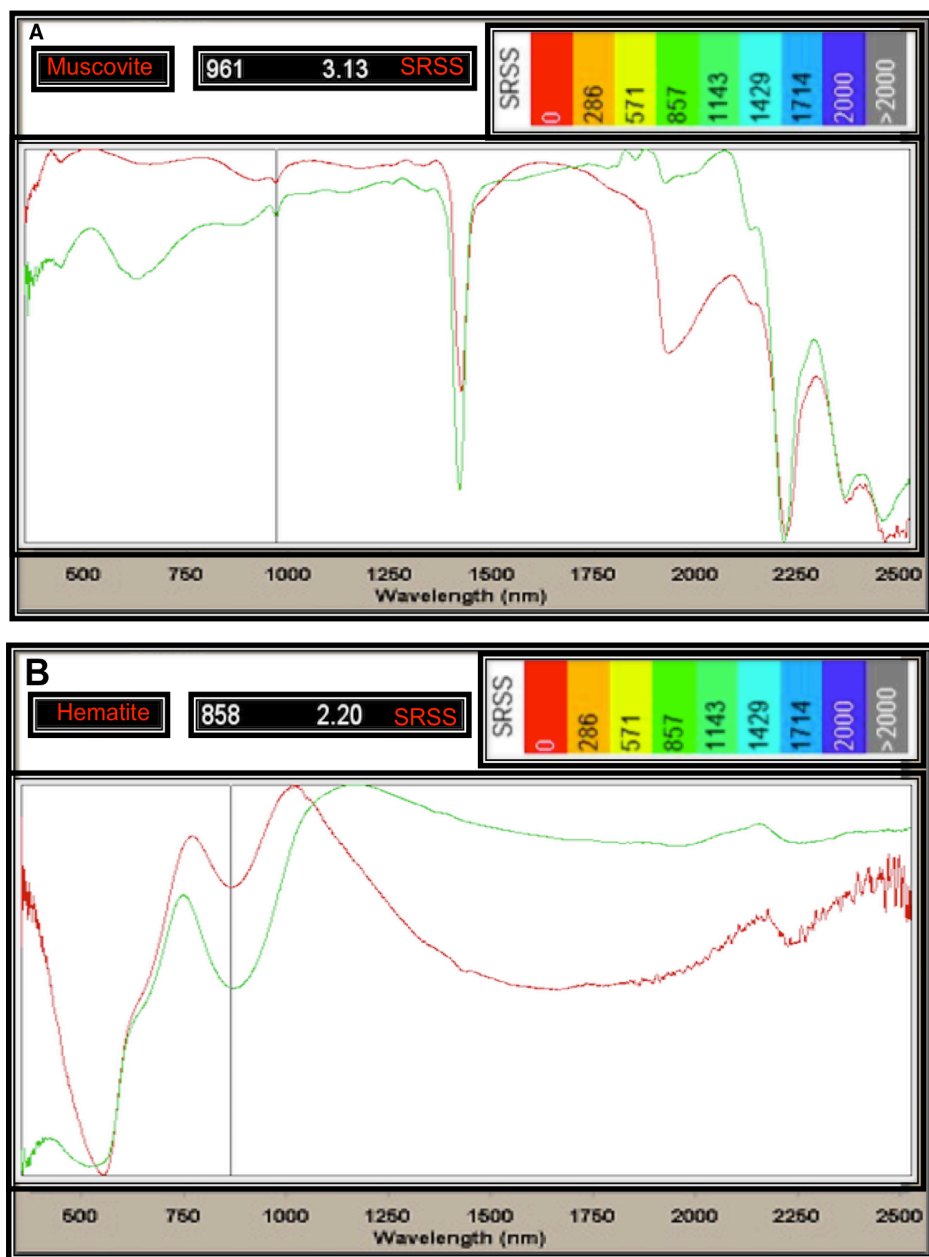 A
Muscovite 961 3.13 SRSS
SRSS 0 286 571 857 1143 1429 1714 2000 >2000
500 750 1000 1250 1500 1750 2000 2250 2500
Wavelength (nm)
B
Hematite 858 2.20 SRSS
SRSS 0 286 571 857 1143 1429 1714 2000 >2000
500 750 1000 1250 1500 1750 2000 2250 2500
Wavelength (nm)